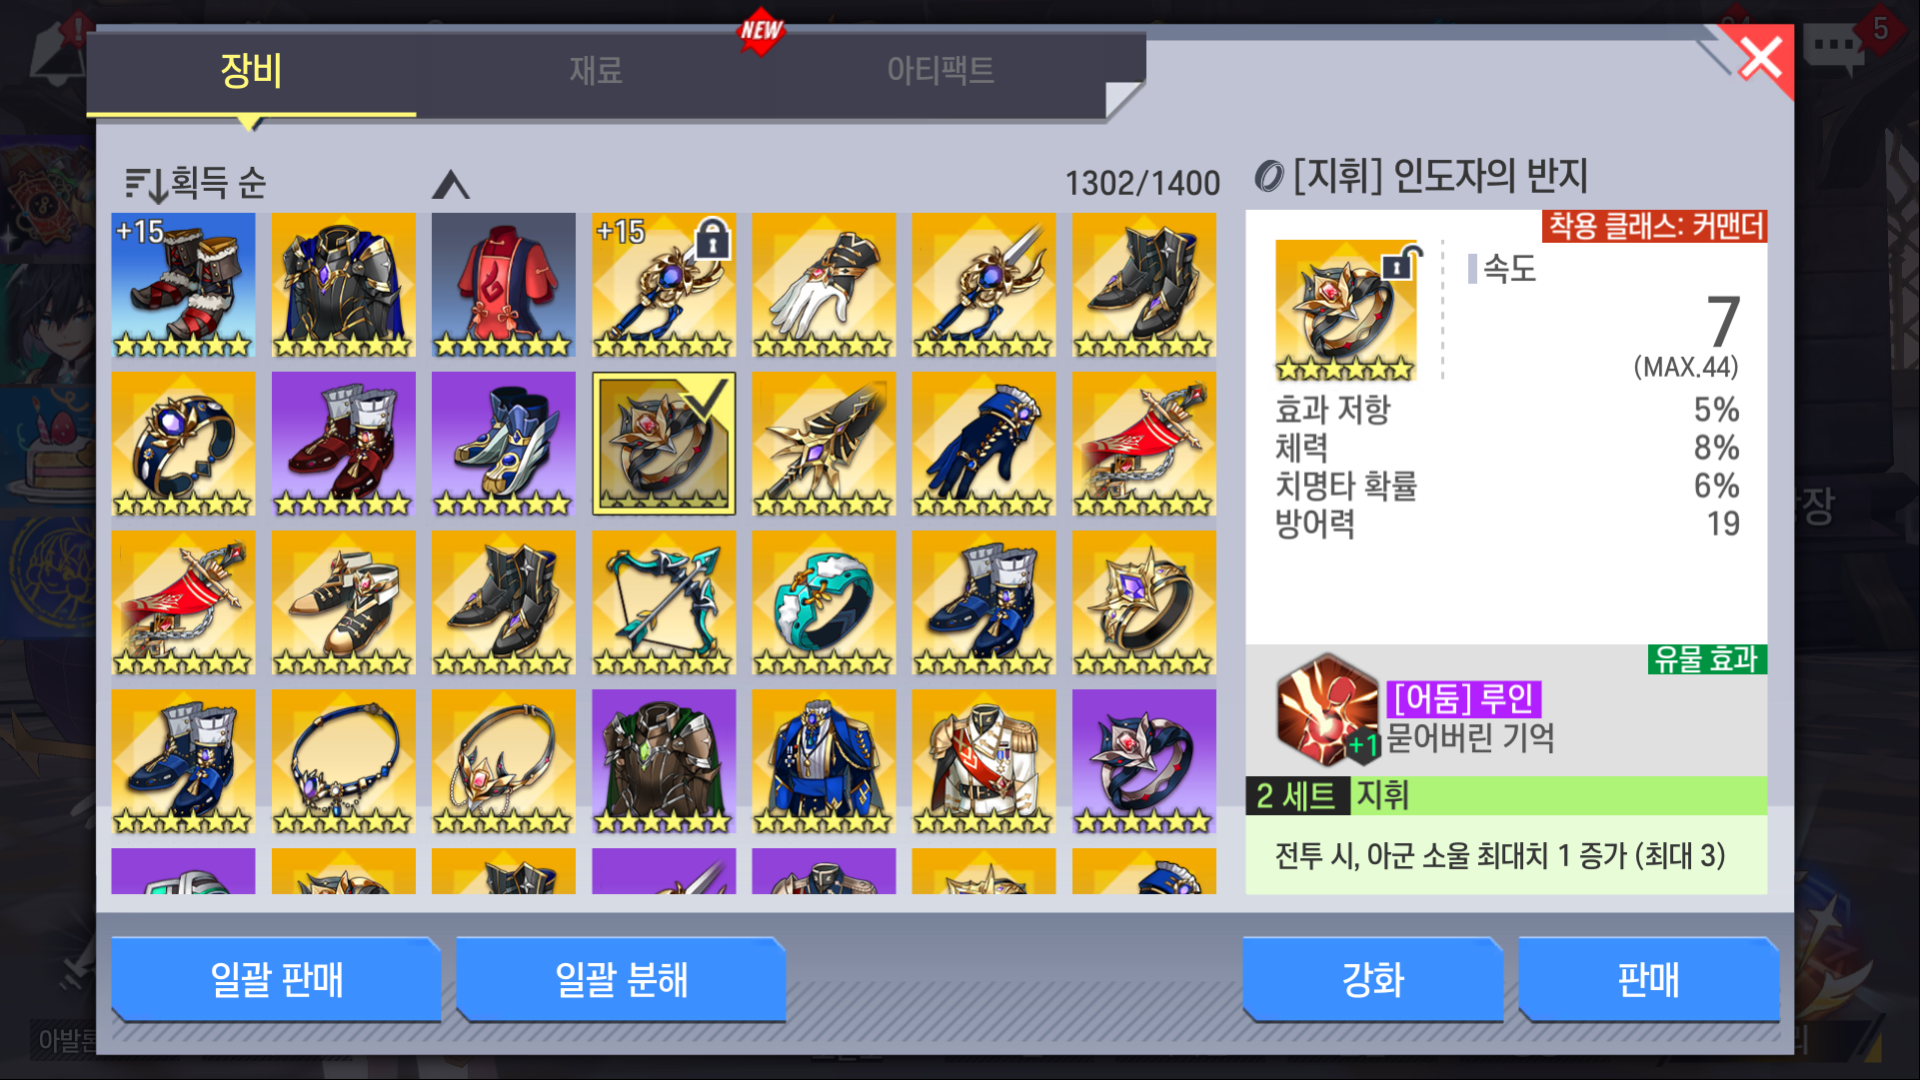 장비
재료
NEW
아티팩트
5
획득 순
1302/1400
[지휘] 인도자의 반지
착용 클래스: 커맨더
+15
+15
속도
7
(MAX.44)
효과 저항 5%
체력 8%
치명타 확률 6%
방어력 19
유물 효과
[어둠] 루인
+1 묻어버린 기억
2 세트 지휘
전투 시, 아군 소울 최대치 1 증가 (최대 3)
일괄 판매
일괄 분해
강화
판매
장
아발론